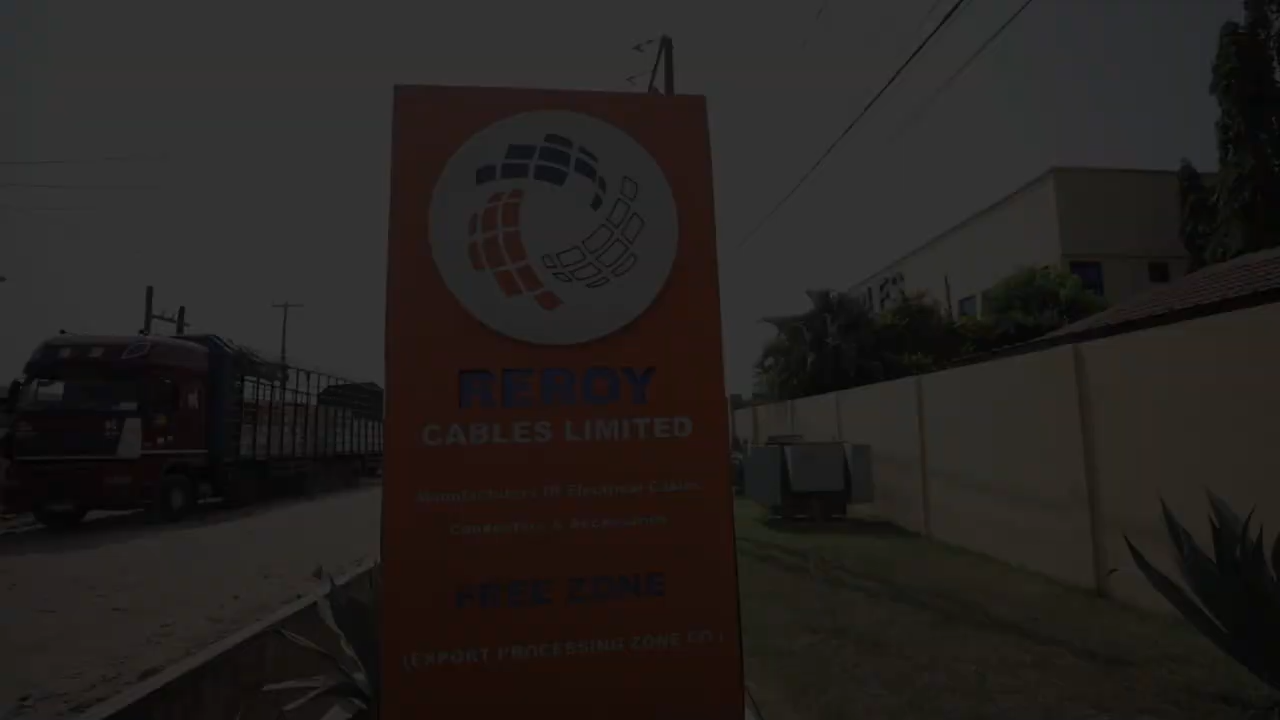 REROY
CABLES LIMITED
Manufacturers Of Electrical Cables
Conductors & Accessories
FREE ZONE
(EXPORT PROCESSING ZONE CO.)